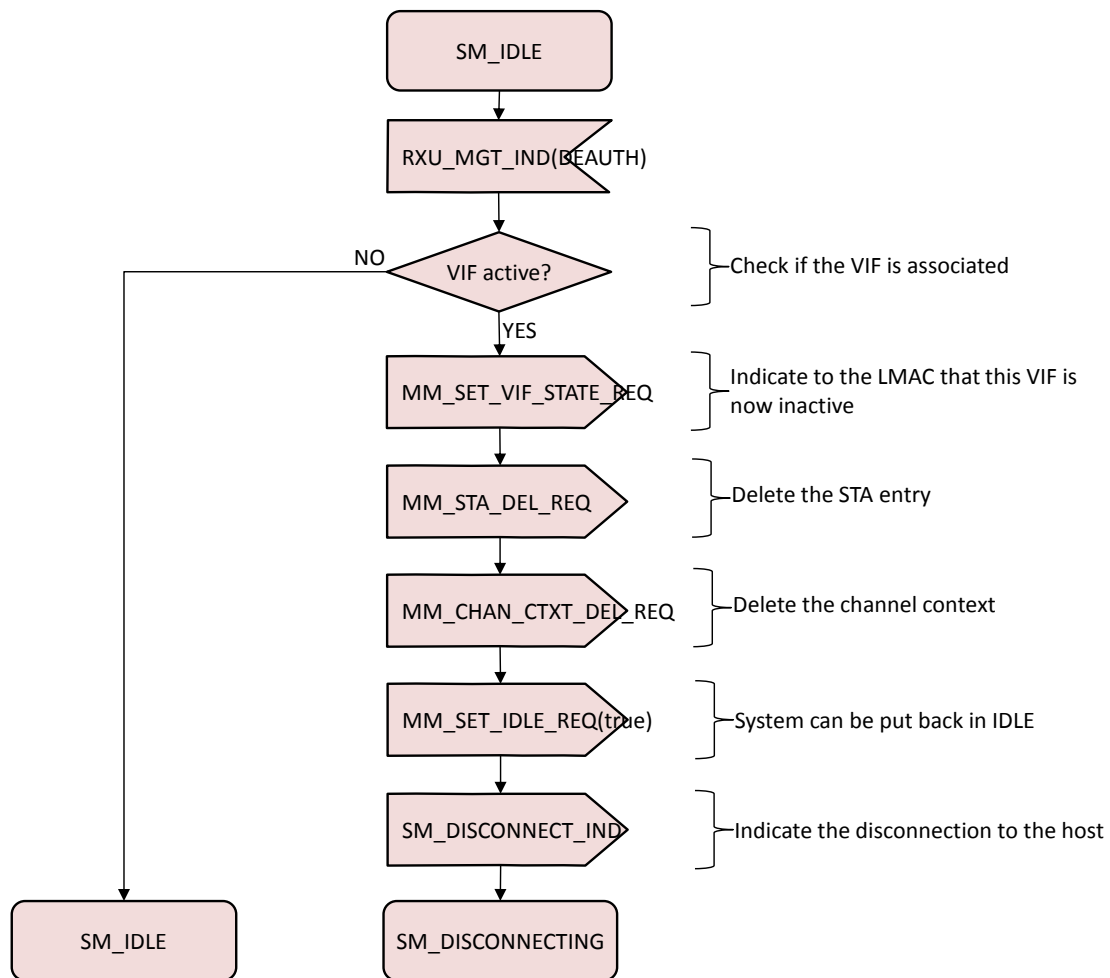 SM_IDLE
RXU_MGT_IND(DEAUTH)
NO
VIF active?
Check if the VIF is associated
YES
MM_SET_VIF_STATE_REQ
Indicate to the LMAC that this VIF is
now inactive
MM_STA_DEL_REQ
Delete the STA entry
MM_CHAN_CTXT_DEL_REQ
Delete the channel context
MM_SET_IDLE_REQ(true)
System can be put back in IDLE
SM_DISCONNECT_IND
Indicate the disconnection to the host
SM_IDLE
SM_DISCONNECTING